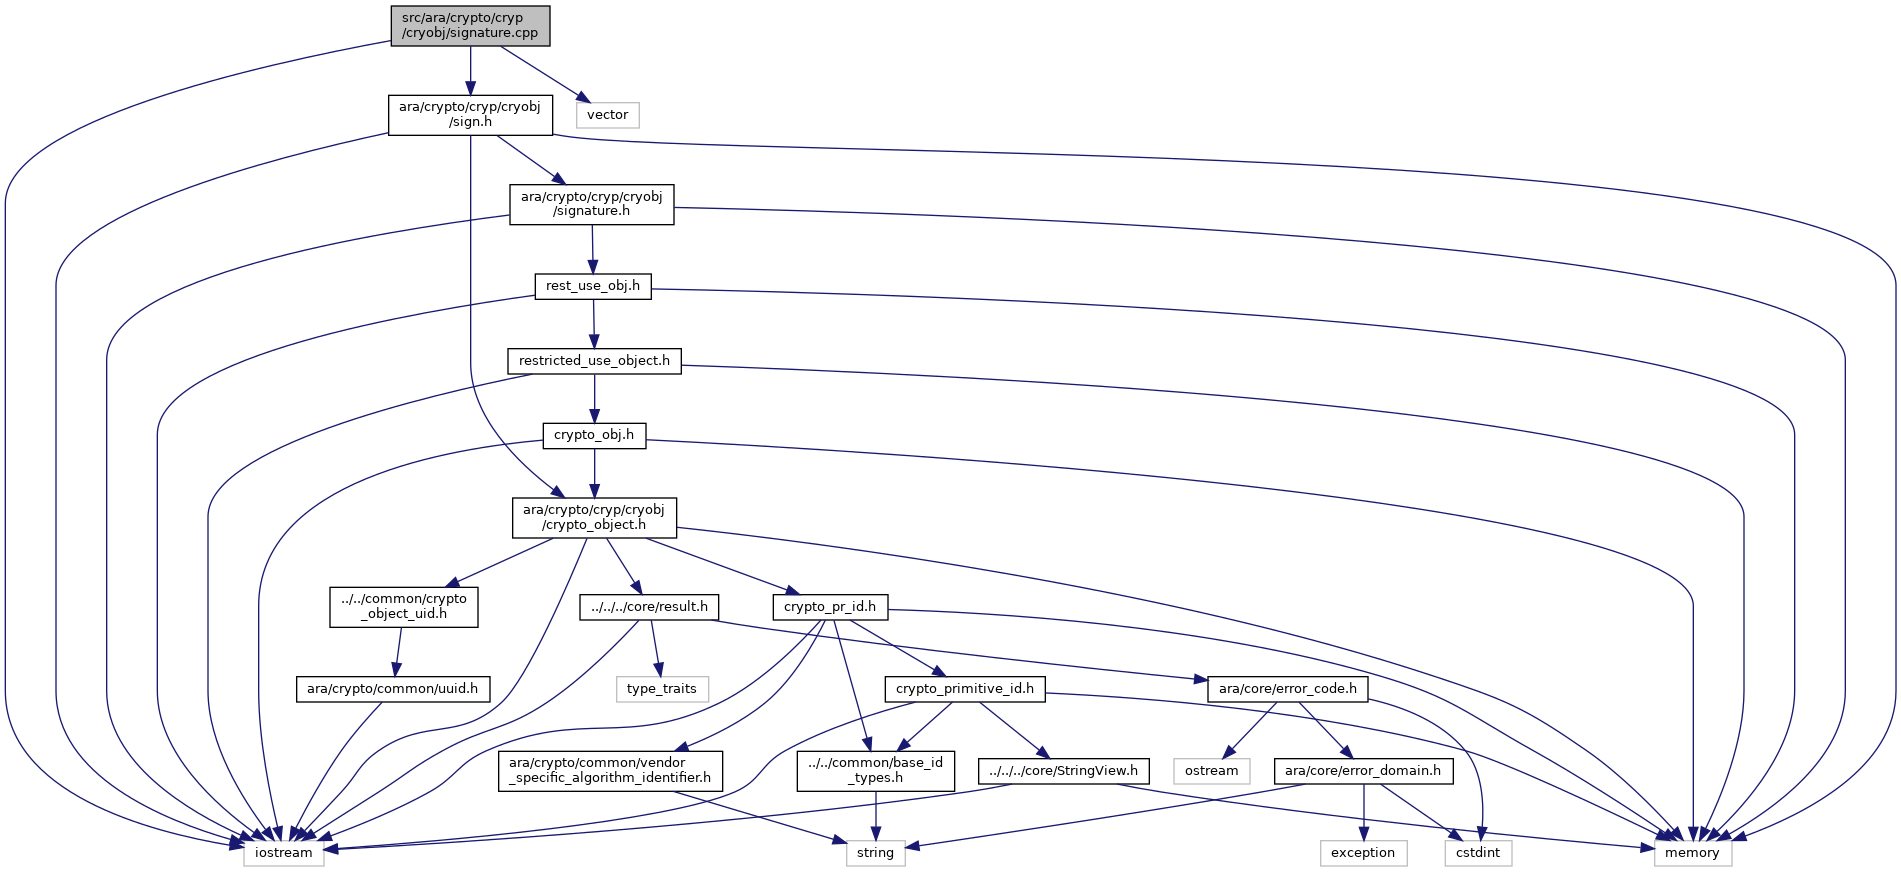 src/ara/crypto/cryp
/cryobj/signature.cpp
ara/crypto/cryp/cryobj
/sign.h
vector
ara/crypto/cryp/cryobj
/signature.h
rest_use_obj.h
restricted_use_object.h
crypto_obj.h
ara/crypto/cryp/cryobj
/crypto_object.h
../../common/crypto
_object_uid.h
../../../core/result.h
crypto_pr_id.h
ara/crypto/common/uuid.h
type_traits
crypto_primitive_id.h
ara/core/error_code.h
ara/crypto/common/vendor
_specific_algorithm_identifier.h
../../common/base_id
_types.h
../../../core/StringView.h
ostream
ara/core/error_domain.h
iostream
string
exception
cstdint
memory